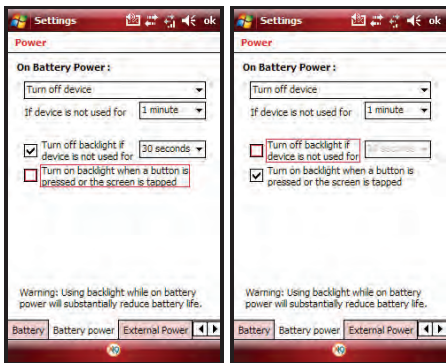 Settings
ok
Power
On Battery Power :
Turn off device
If device is not used for
1 minute
Turn off backlight if
device is not used for
30 seconds
Turn on backlight when a button is
pressed or the screen is tapped
Warning: Using backlight while on battery
power will substantially reduce battery life.
Battery
Battery power
External Power
Settings
ok
Power
On Battery Power :
Turn off device
If device is not used for
1 minute
Turn off backlight if
device is not used for
30 seconds
Turn on backlight when a button is
pressed or the screen is tapped
Warning: Using backlight while on battery
power will substantially reduce battery life.
Battery
Battery power
External Power